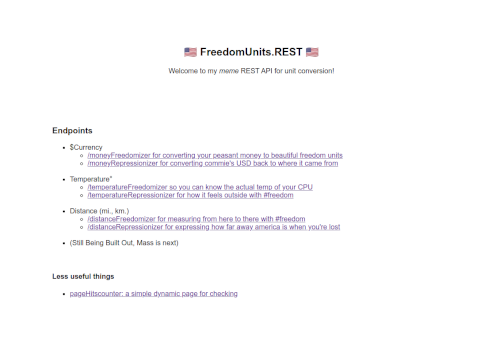 🇺🇸 FreedomUnits.REST 🇺🇸
Welcome to my meme REST API for unit conversion!
Endpoints
$Currency
/moneyFreedomizer for converting your peasant money to beautiful freedom units
/moneyRepressionizer for converting commie's USD back to where it came from
Temperature°
/temperatureFreedomizer so you can know the actual temp of your CPU
/temperatureRepressionizer for how it feels outside with #freedom
Distance (mi., km.)
/distanceFreedomizer for measuring from here to there with #freedom
/distanceRepressionizer for expressing how far away america is when you're lost
(Still Being Built Out, Mass is next)
Less useful things
pageHitscounter: a simple dynamic page for checking